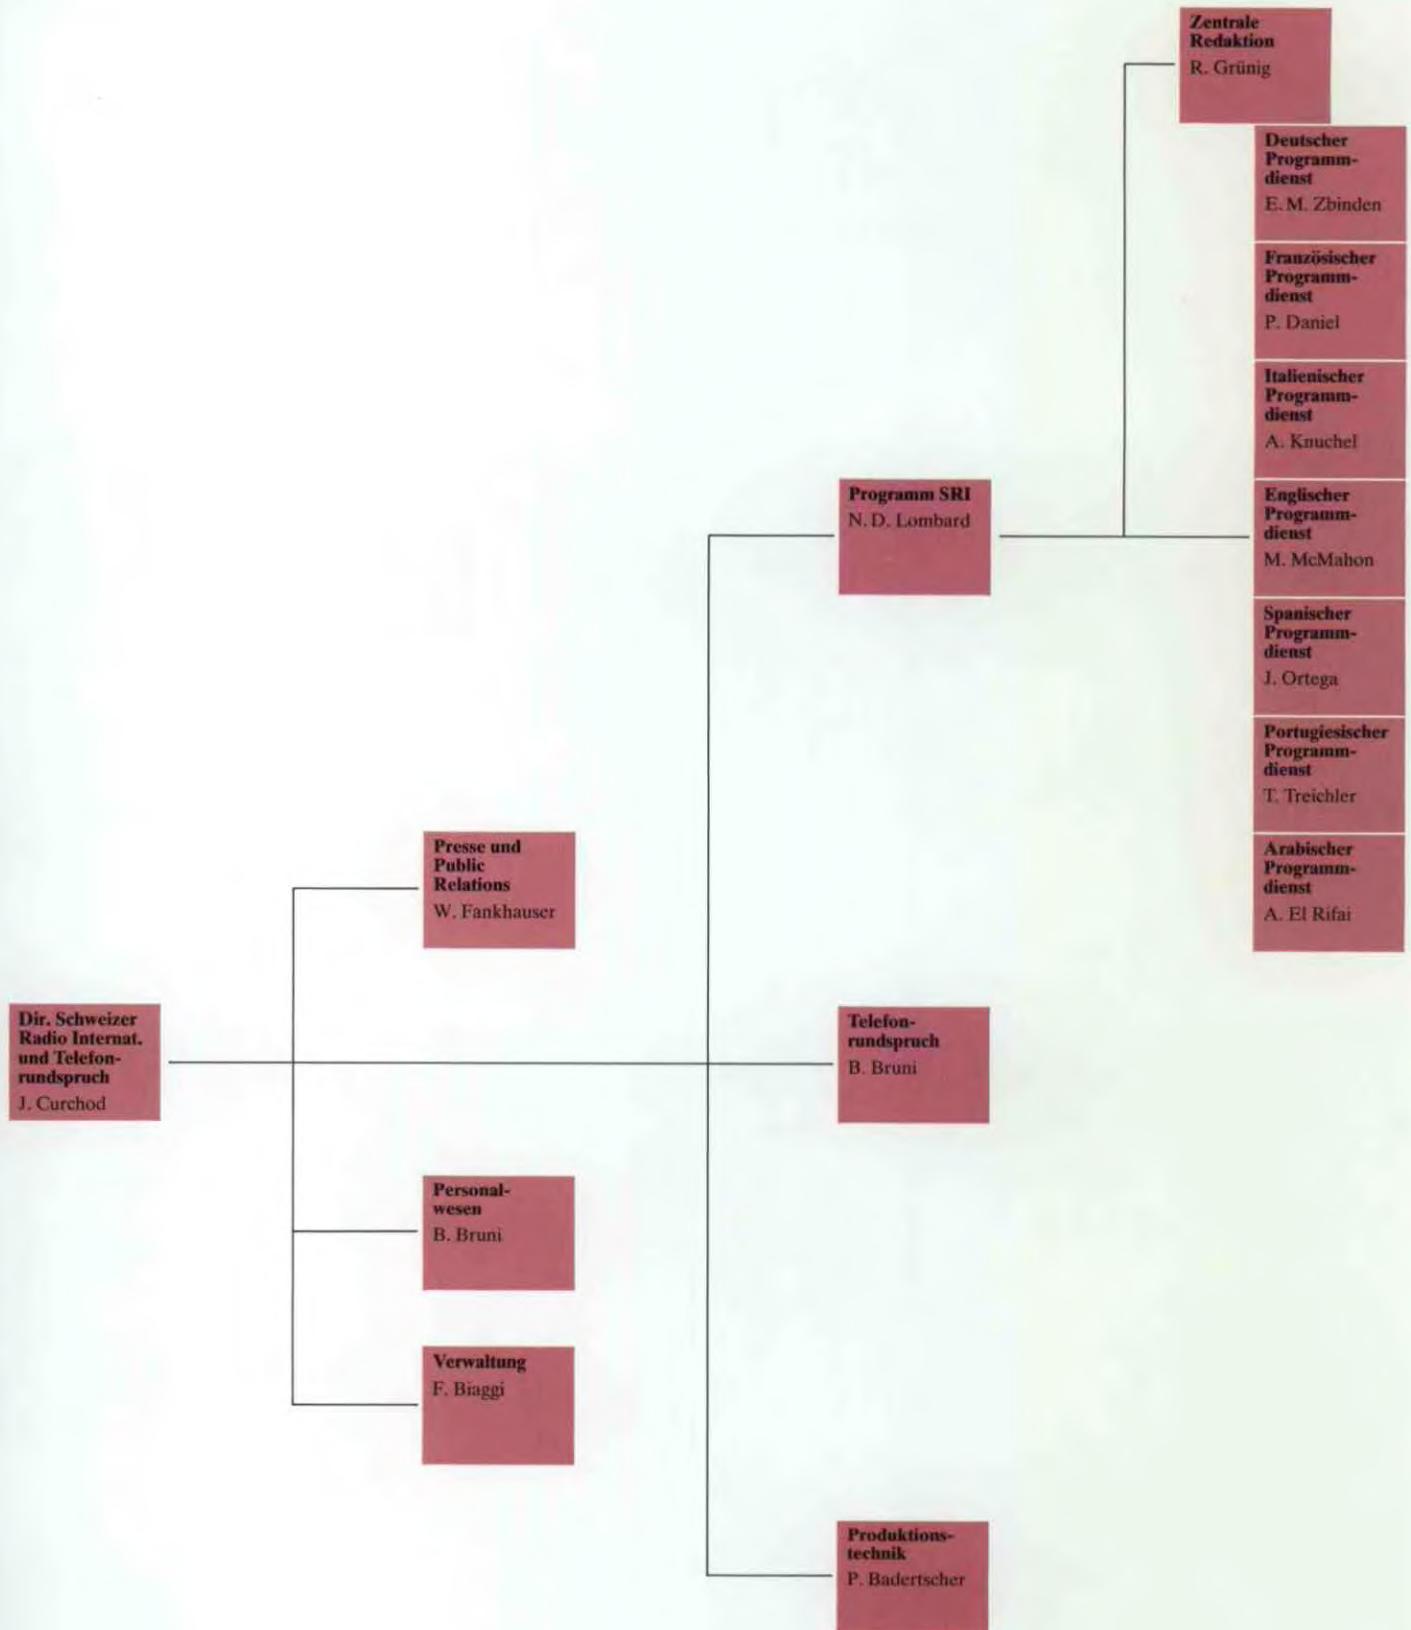 Zentrale
Redaktion
R. Grünig
Deutscher
Programm-
dienst
E. M. Zbinden
Französischer
Programm-
dienst
P. Daniel
Italienischer
Programm-
dienst
A. Knuchel
Programm SRI
N. D. Lombard
Englischer
Programm-
dienst
M. McMahon
Spanischer
Programm-
dienst
J. Ortega
Portugiesischer
Programm-
dienst
T. Treichler
Arabischer
Programm-
dienst
A. El Rifai
Presse und
Public
Relations
W. Fankhauser
Dir. Schweizer
Radio Internat.
und Telefon-
rundspruch
J. Curchod
Telefon-
rundspruch
B. Bruni
Personal-
wesen
B. Bruni
Verwaltung
F. Biaggi
Produktions-
technik
P. Badertscher